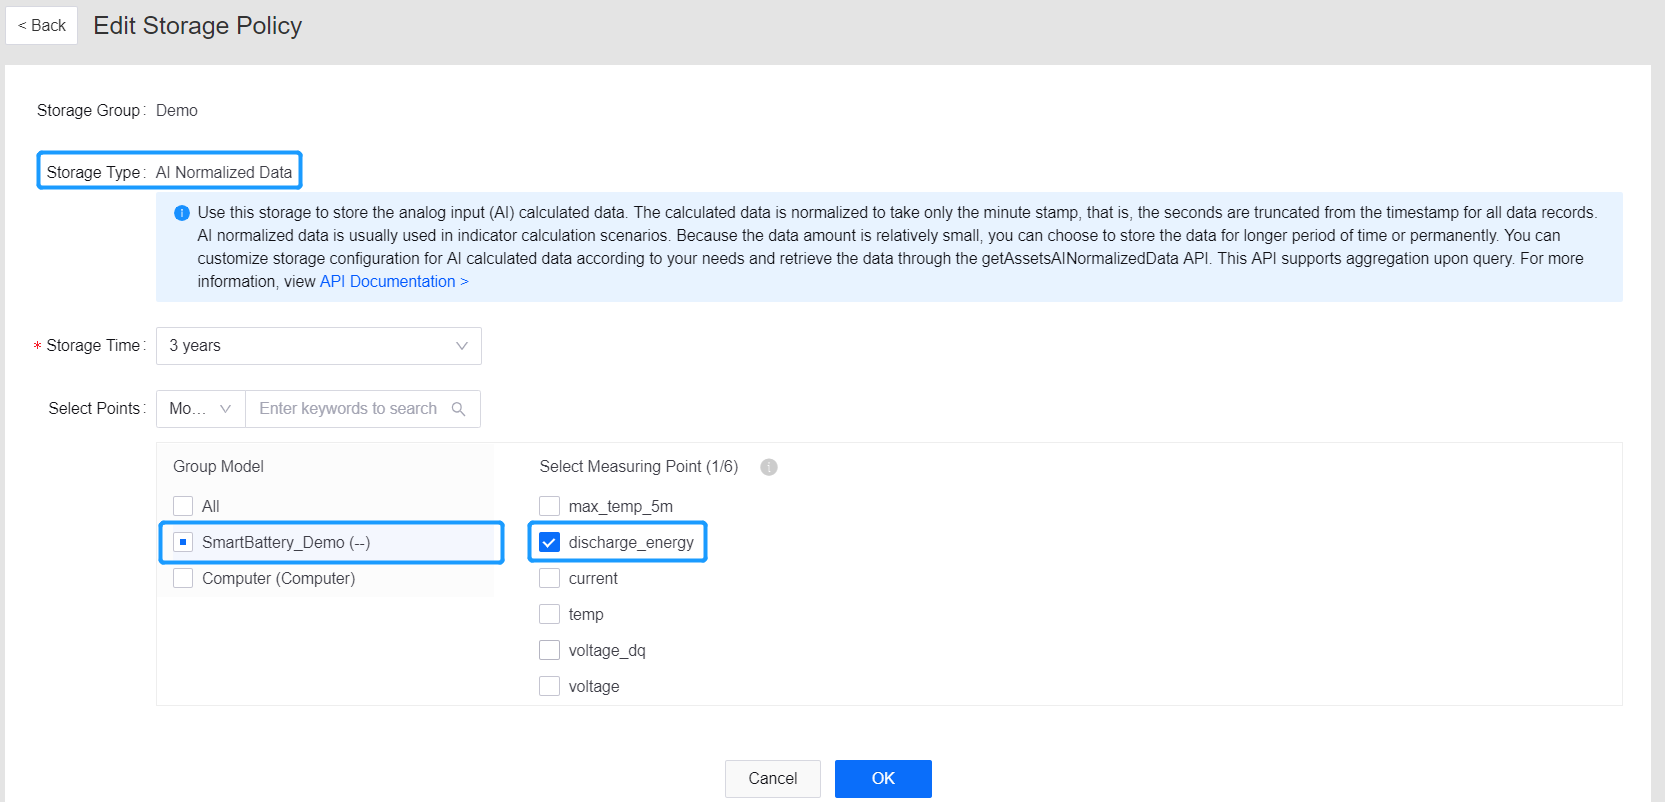 < Back
Edit Storage Policy
Storage Group: Demo
Storage Type: AI Normalized Data
Use this storage to store the analog input (AI) calculated data. The calculated data is normalized to take only the minute stamp, that is, the seconds are truncated from the timestamp for all data records.
AI normalized data is usually used in indicator calculation scenarios. Because the data amount is relatively small, you can choose to store the data for longer period of time or permanently. You can
customize storage configuration for AI calculated data according to your needs and retrieve the data through the getAssetsAINormalizedData API. This API supports aggregation upon query. For more
information, view API Documentation >
* Storage Time: 3 years
Select Points: Mo... Enter keywords to search
Group Model
Select Measuring Point (1/6)
All
max_temp_5m
SmartBattery_Demo (--)
discharge_energy
Computer (Computer)
current
temp
voltage_dq
voltage
Cancel
OK